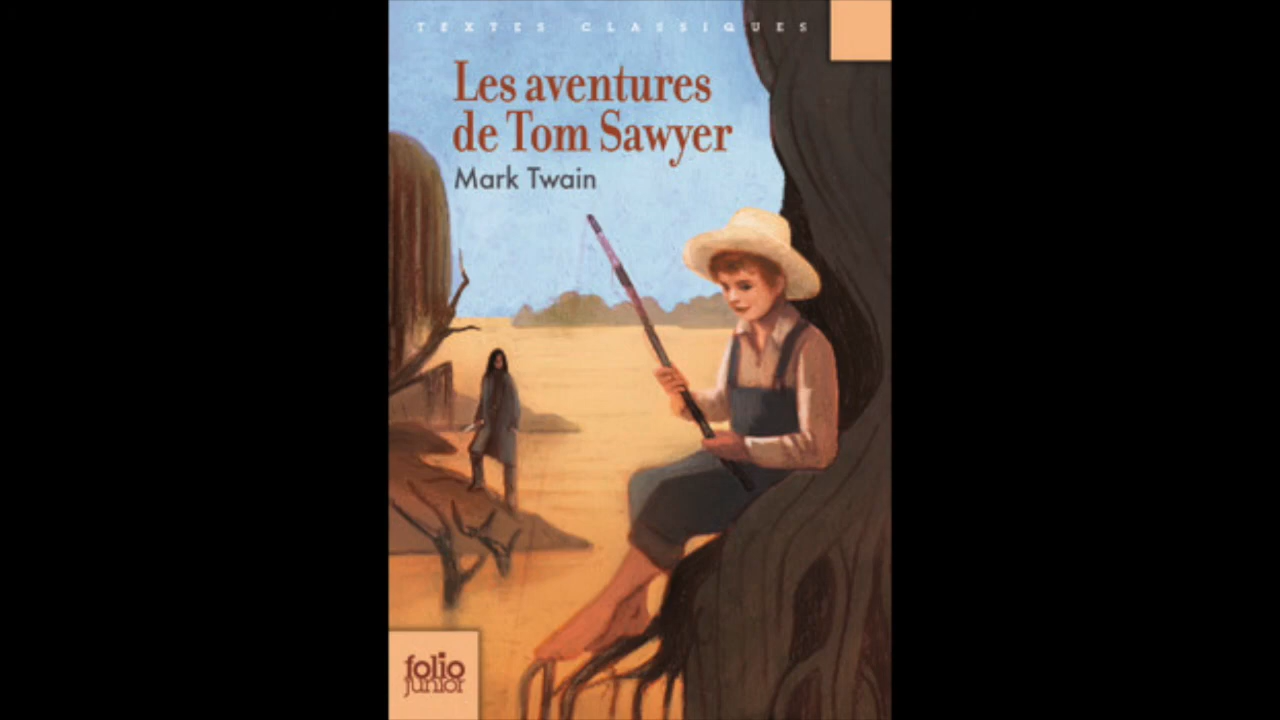 TEXTES CLASSIQUES
Les aventures
de Tom Sawyer
Mark Twain
folio
junior